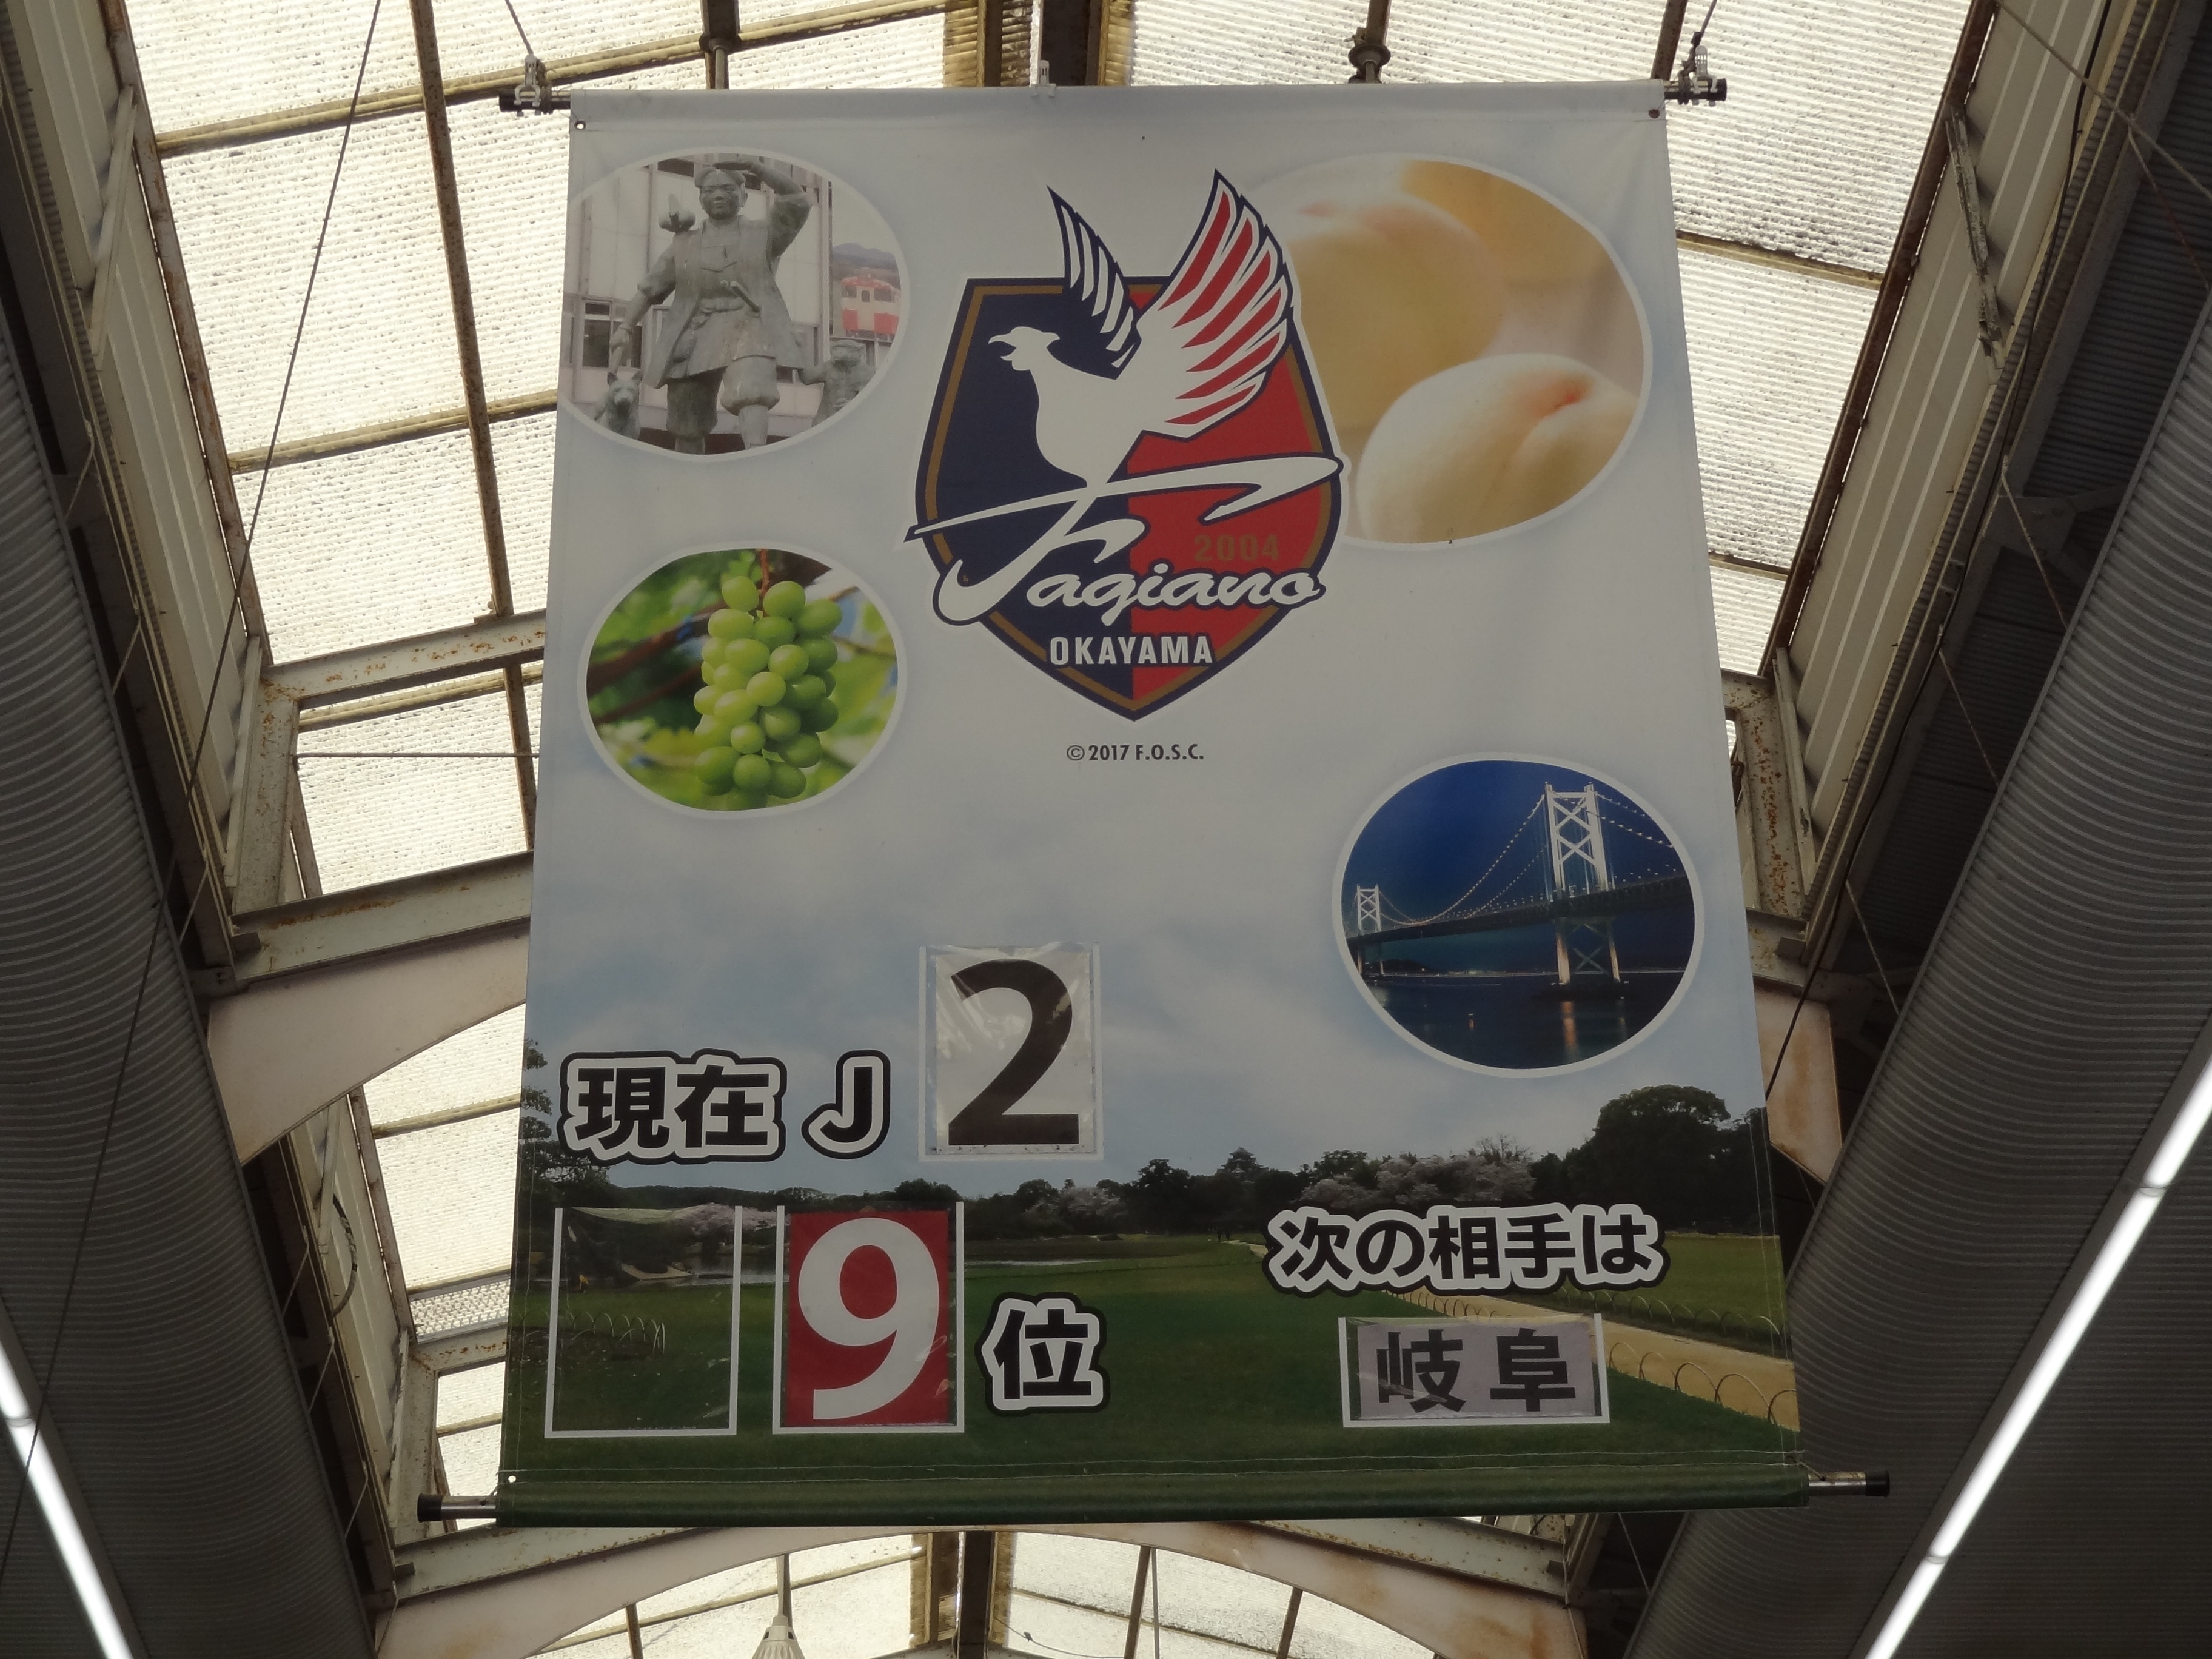 2004
Fagiano
OKAYAMA
© 2017 F.O.S.C.
現在 J 2
9 位
次の相手は
岐阜